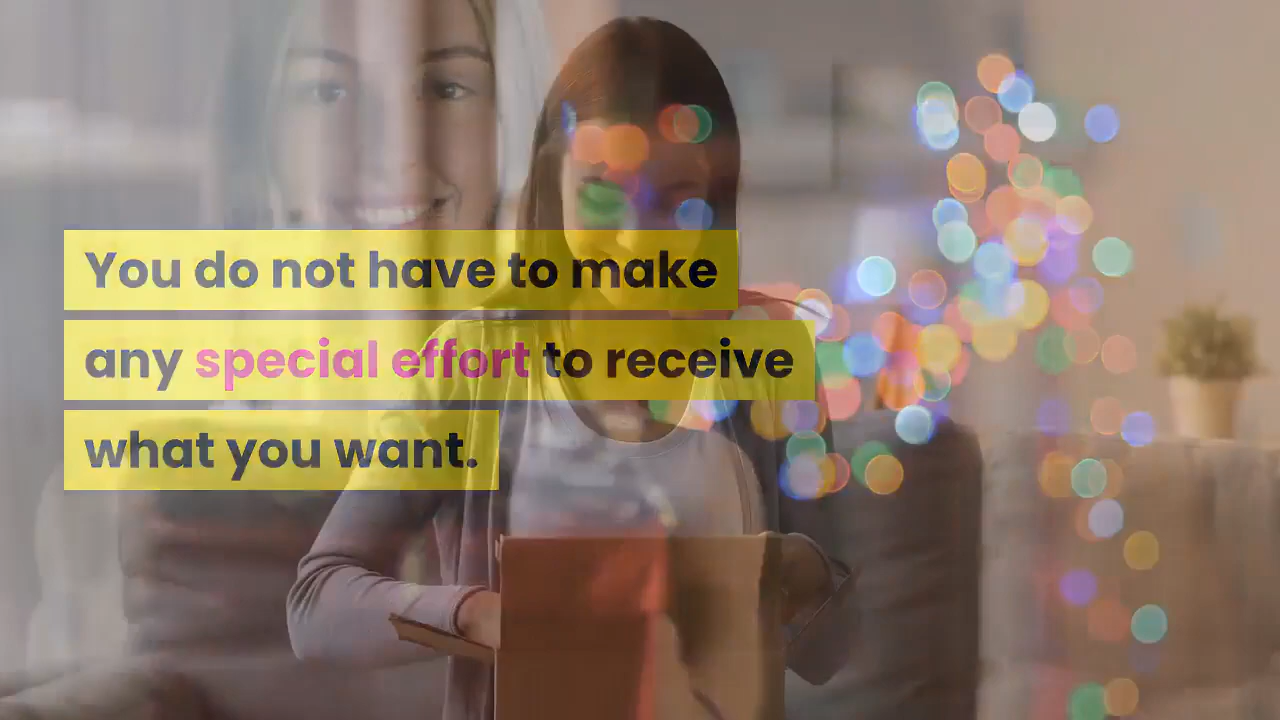 You do not have to make
any special effort to receive
what you want.